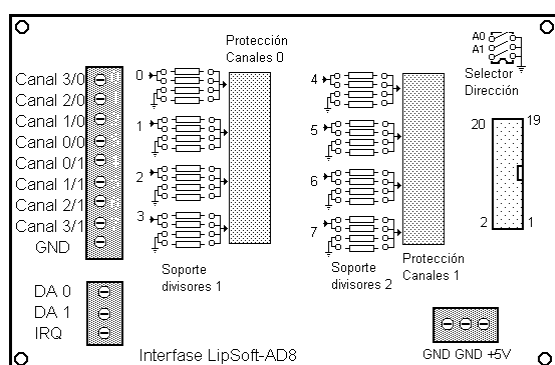 Protección
Canales 0
A0
A1
Selector
Dirección
Canal 3/0
Canal 2/0
Canal 1/0
Canal 0/0
Canal 0/1
Canal 1/1
Canal 2/1
Canal 3/1
GND
0
1
2
3
4
5
6
7
20
19
2
1
Soporte
divisores 1
Soporte
divisores 2
Protección
Canales 1
DA 0
DA 1
IRQ
Interfase LipSoft-AD8
GND GND +5V